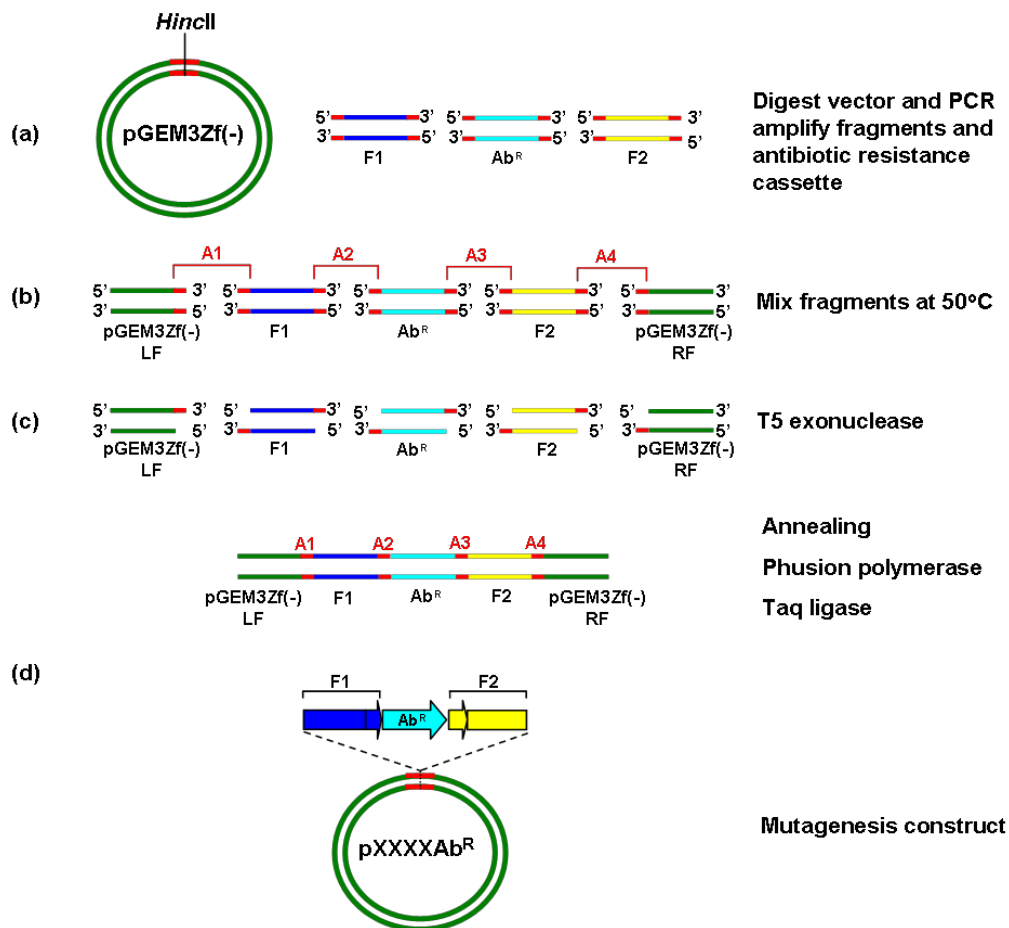 HincII
(a)
pGEM3Zf(-)
5’ 3’ 5’ 3’ 5’ 3’
3’ 5’ 3’ 5’ 3’ 5’
F1 Abᴿ F2
Digest vector and PCR
amplify fragments and
antibiotic resistance
cassette
A1 A2 A3 A4
(b)
5’ 3’ 5’ 3’ 5’ 3’ 5’ 3’ 5’
3’ 5’ 3’ 5’ 3’ 5’ 3’ 5’ 3’
pGEM3Zf(-) F1 Abᴿ F2 pGEM3Zf(-)
LF RF
Mix fragments at 50ºC
(c)
5’ 3’ 5’ 3’ 5’ 3’ 5’ 3’ 5’
3’ 5’ 3’ 5’ 3’ 5’ 3’ 5’ 3’
pGEM3Zf(-) F1 Abᴿ F2 pGEM3Zf(-)
LF RF
T5 exonuclease
A1 A2 A3 A4
pGEM3Zf(-) F1 Abᴿ F2 pGEM3Zf(-)
LF RF
Annealing
Phusion polymerase
Taq ligase
(d)
F1 F2
Abᴿ
pXXXXAbᴿ
Mutagenesis construct